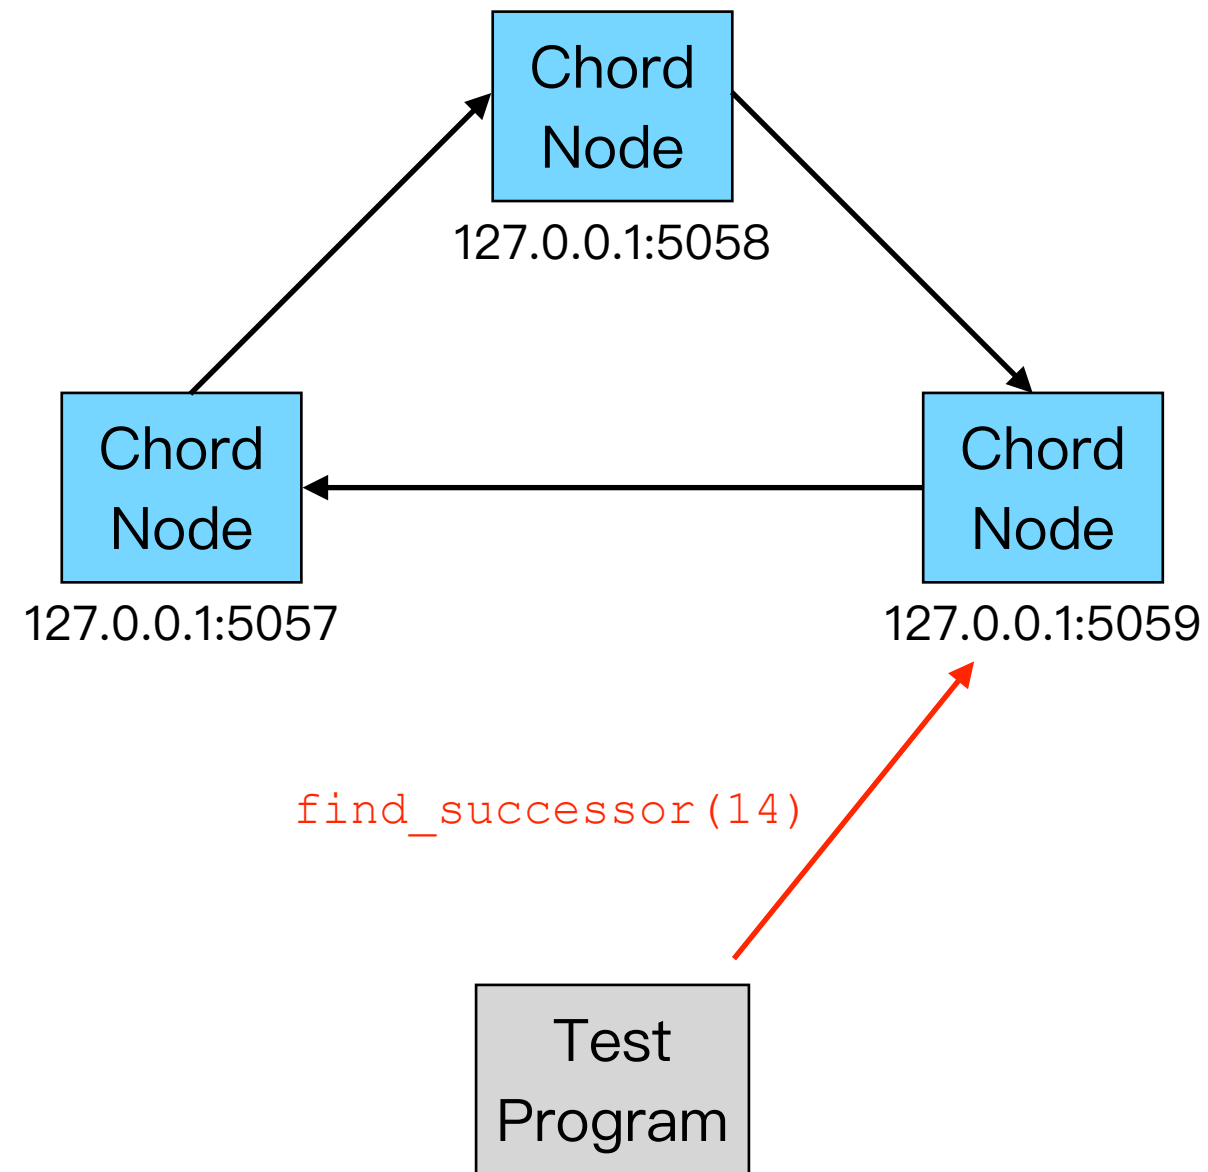 Chord
Node
127.0.0.1:5058
Chord
Node
127.0.0.1:5057
Chord
Node
127.0.0.1:5059
find_successor(14)
Test
Program